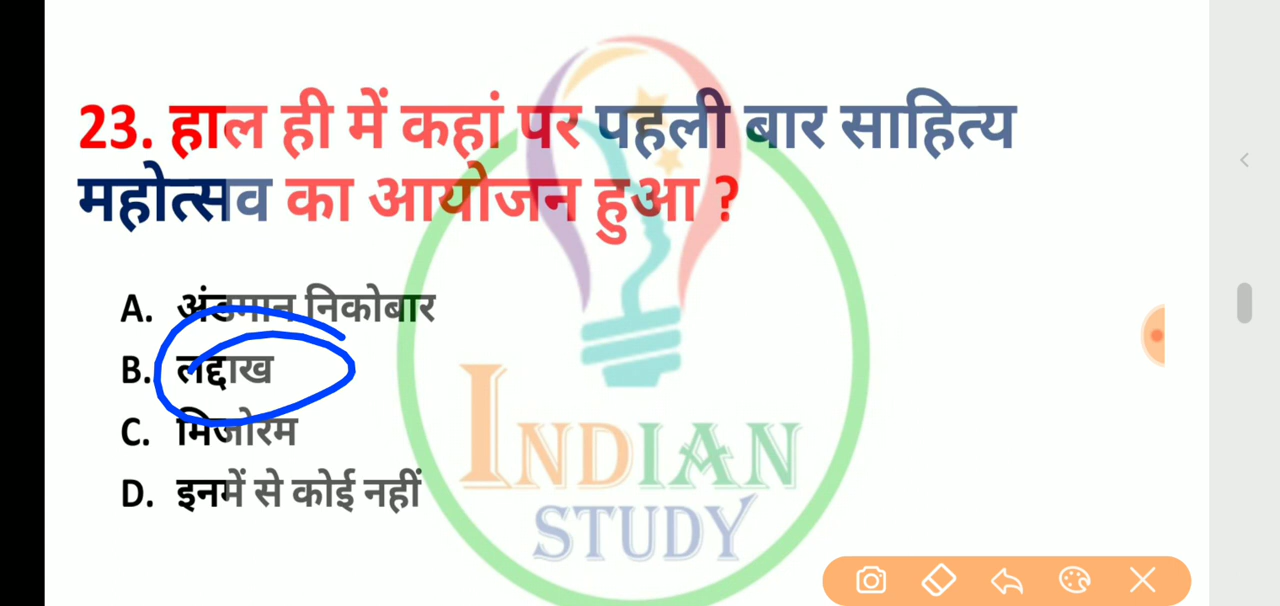 23. हाल ही में कहां पर पहली बार साहित्य
महोत्सव का आयोजन हुआ ?
A. अंडमान निकोबार
B. लद्दाख
C. मिजोरम
D. इनमें से कोई नहीं
INDIAN
STUDY